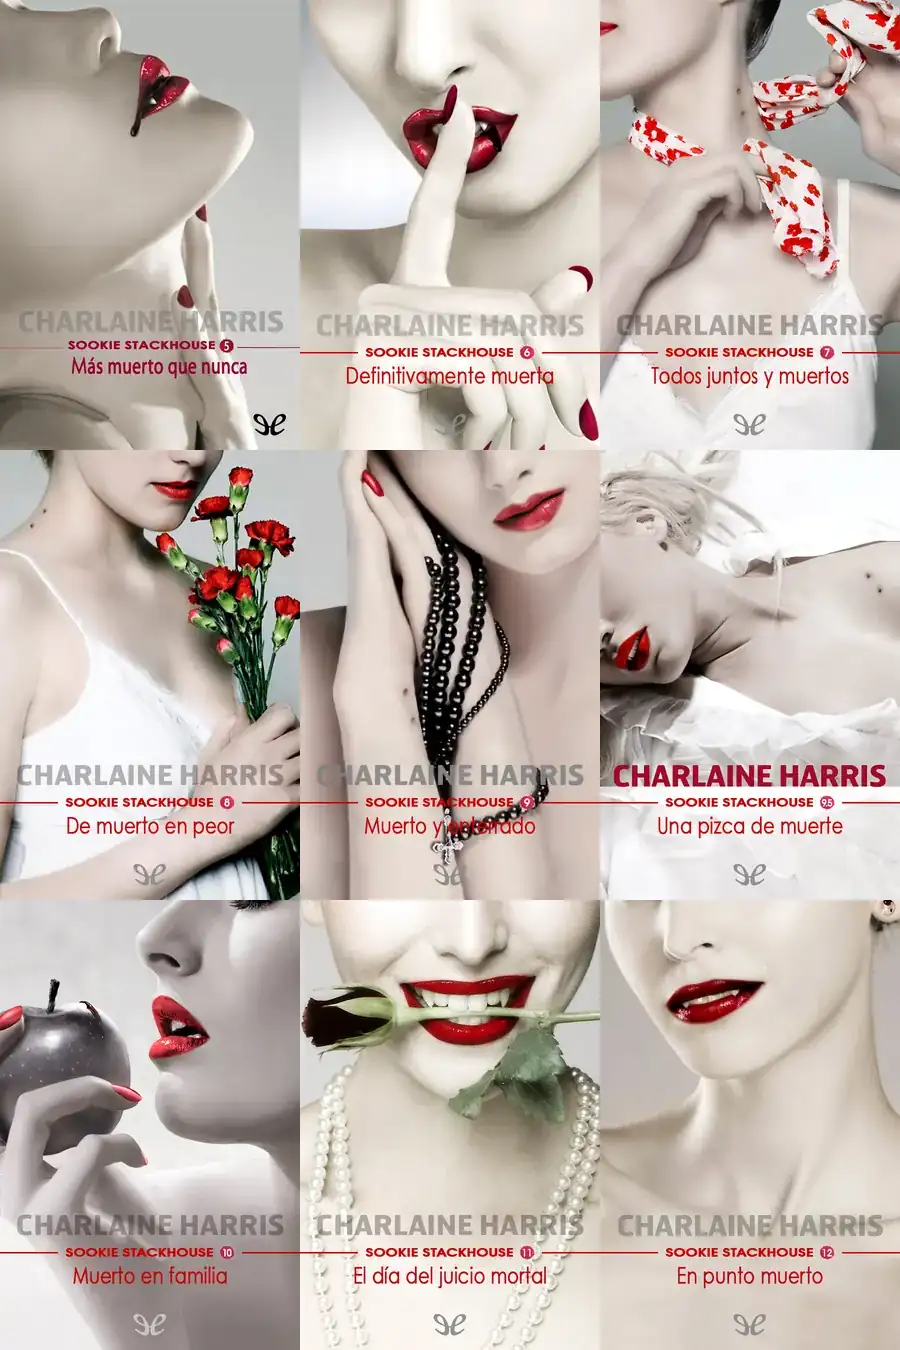 CHARLAINE HARRIS
SOOKIE STACKHOUSE 5
Más muerto que nunca
CHARLAINE HARRIS
SOOKIE STACKHOUSE 6
Definitivamente muerta
CHARLAINE HARRIS
SOOKIE STACKHOUSE 7
Todos juntos y muertos
CHARLAINE HARRIS
SOOKIE STACKHOUSE 8
De muerto en peor
CHARLAINE HARRIS
SOOKIE STACKHOUSE 9
Muerto y enterrado
CHARLAINE HARRIS
SOOKIE STACKHOUSE 9.5
Una pizca de muerte
CHARLAINE HARRIS
SOOKIE STACKHOUSE 10
Muerto en familia
CHARLAINE HARRIS
SOOKIE STACKHOUSE 11
El día del juicio mortal
CHARLAINE HARRIS
SOOKIE STACKHOUSE 12
En punto muerto